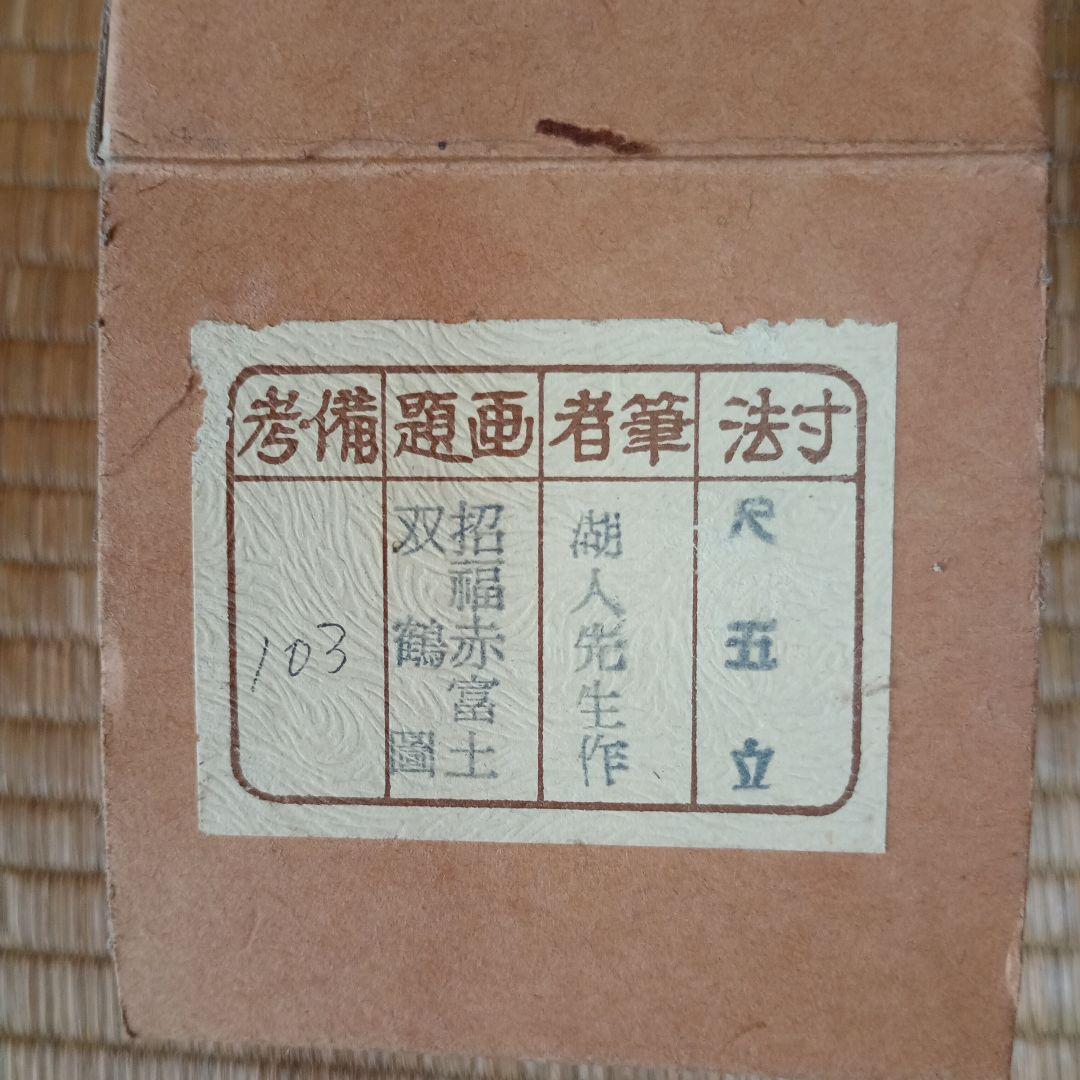 寸法
尺五立
筆者
湖人先生作
画題
招福赤富士
双鶴圖
備考
103